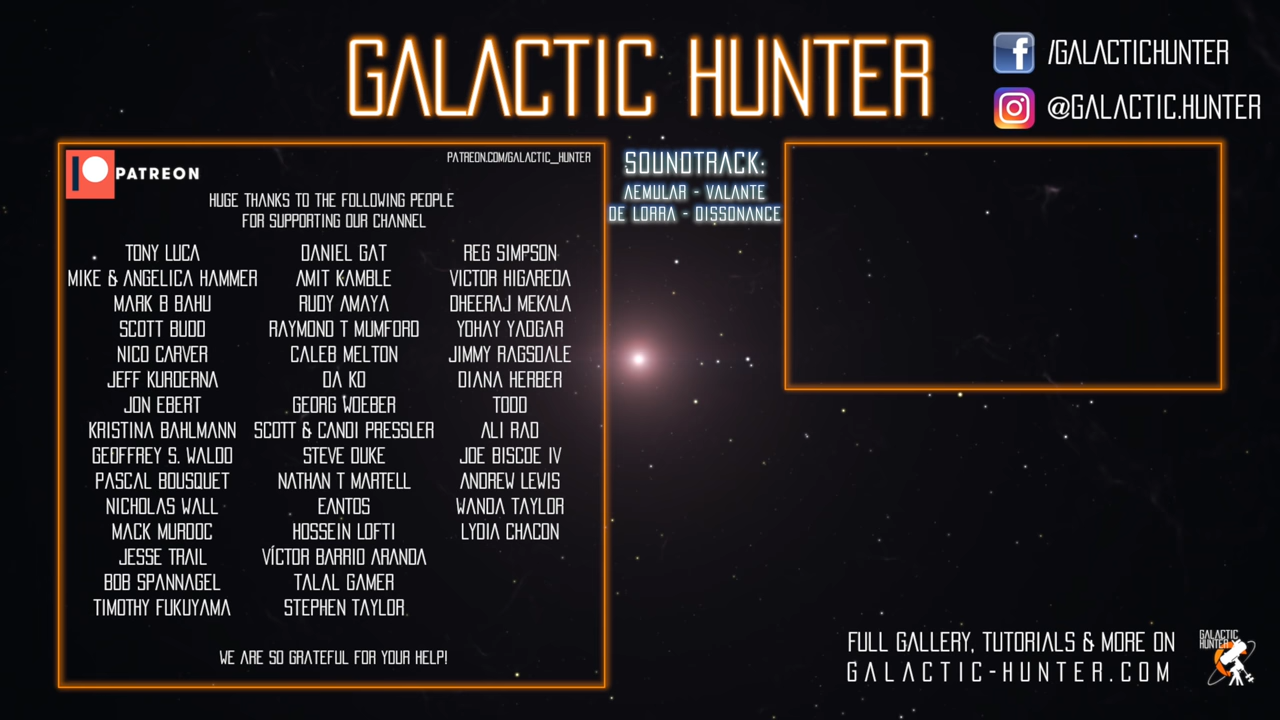 GALACTIC HUNTER
/GALACTICHUNTER
@GALACTIC.HUNTER
PATREON
PATREON.COM/GALACTIC_HUNTER
HUGE THANKS TO THE FOLLOWING PEOPLE
FOR SUPPORTING OUR CHANNEL
TONY LUCA
MIKE & ANGELICA HAMMER
MARK B BAHU
SCOTT BUDD
NICO CARVER
JEFF KURDERNA
JON EBERT
KRISTINA BAHLMANN
GEOFFREY S. WALDO
PASCAL BOUSQUET
NICHOLAS WALL
MACK MURDOC
JESSE TRAIL
BOB SPANNAGEL
TIMOTHY FUKUYAMA
DANIEL GAT
AMIT KAMBLE
RUDY AMAYA
RAYMOND T MUMFORD
CALEB MELTON
DA KO
GEORG WOEBER
SCOTT & CANDI PRESSLER
STEVE DUKE
NATHAN T MARTELL
EANTOS
HOSSEIN LOFTI
VÍCTOR BARRIO ARANDA
TALAL GAMER
STEPHEN TAYLOR
REG SIMPSON
VICTOR HIGAREDA
DHEERAJ MEKALA
YOHAY YADGAR
JIMMY RAGSDALE
DIANA HERBER
TODD
ALI RAD
JOE BISCOE IV
ANDREW LEWIS
WANDA TAYLOR
LYDIA CHACON
WE ARE SO GRATEFUL FOR YOUR HELP!
SOUNDTRACK:
AEMULAR - VALANTE
DE LORRA - DISSONANCE
FULL GALLERY, TUTORIALS & MORE ON
GALACTIC-HUNTER.COM
GALACTIC
HUNTER